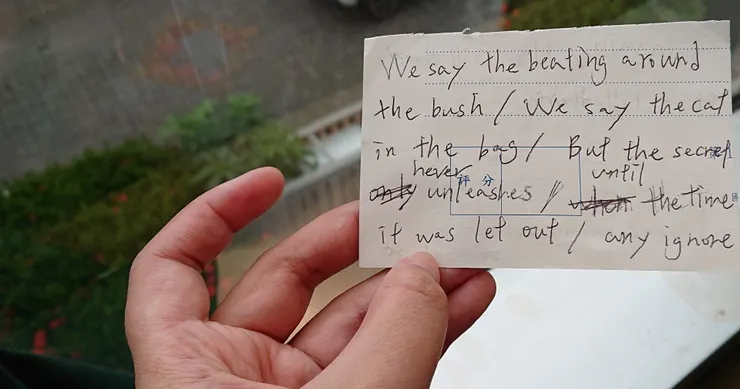 We say the beating around
the bush / We say the cat
in the bag / But the secret
never until
评 分
unleashes / the time
it was let out / any ignore